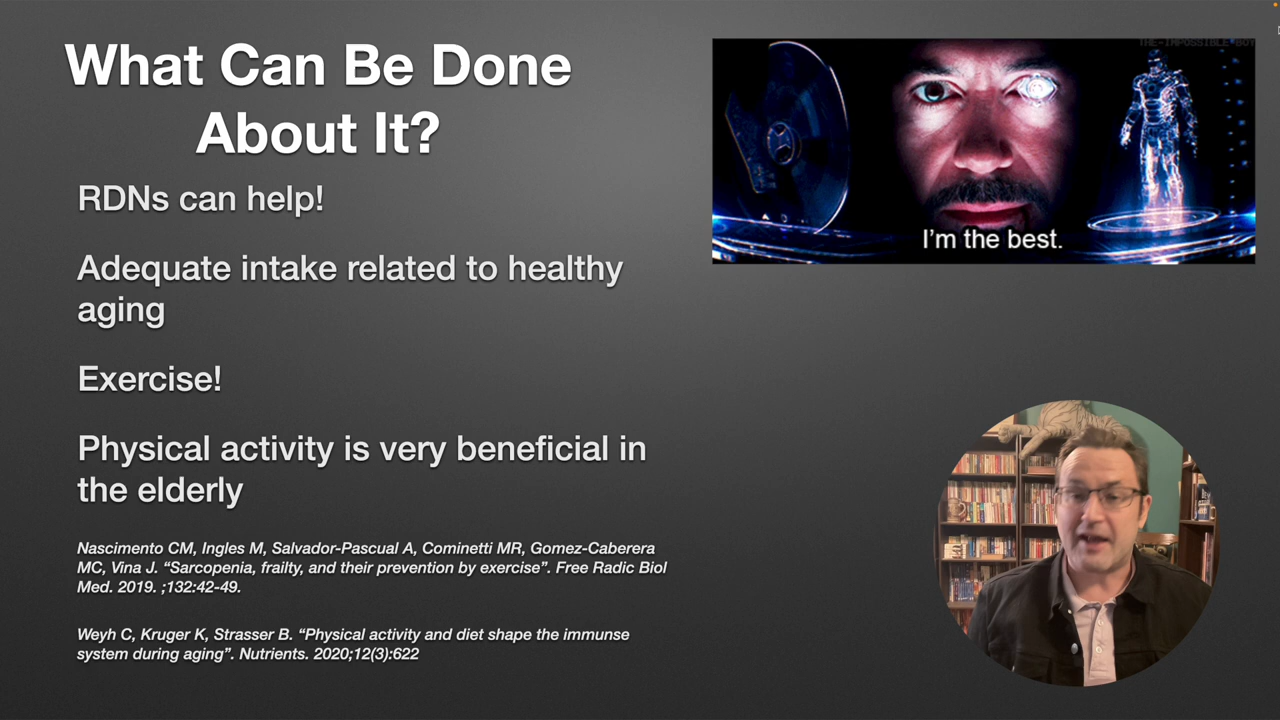 What Can Be Done
About It?
RDNs can help!
Adequate intake related to healthy
aging
Exercise!
Physical activity is very beneficial in
the elderly
Nascimento CM, Ingles M, Salvador-Pascual A, Cominetti MR, Gomez-Caberera
MC, Vina J. “Sarcopenia, frailty, and their prevention by exercise”. Free Radic Biol
Med. 2019. ;132:42-49.
Weyh C, Kruger K, Strasser B. “Physical activity and diet shape the immunse
system during aging”. Nutrients. 2020;12(3):622
THE-IMPOSSIBLE-BOY
I’m the best.